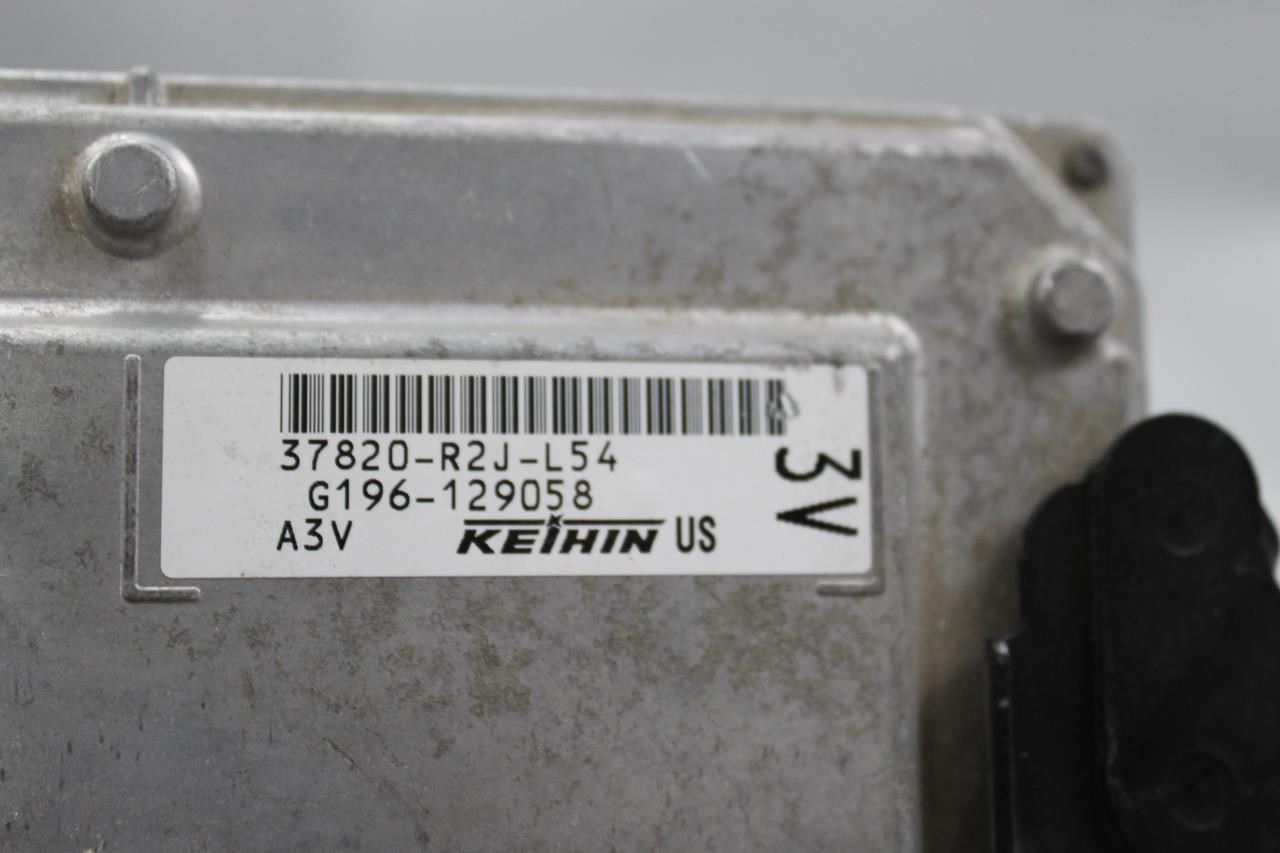 37820-R2J-L54
G196-129058
A3V KEIHIN US
3V